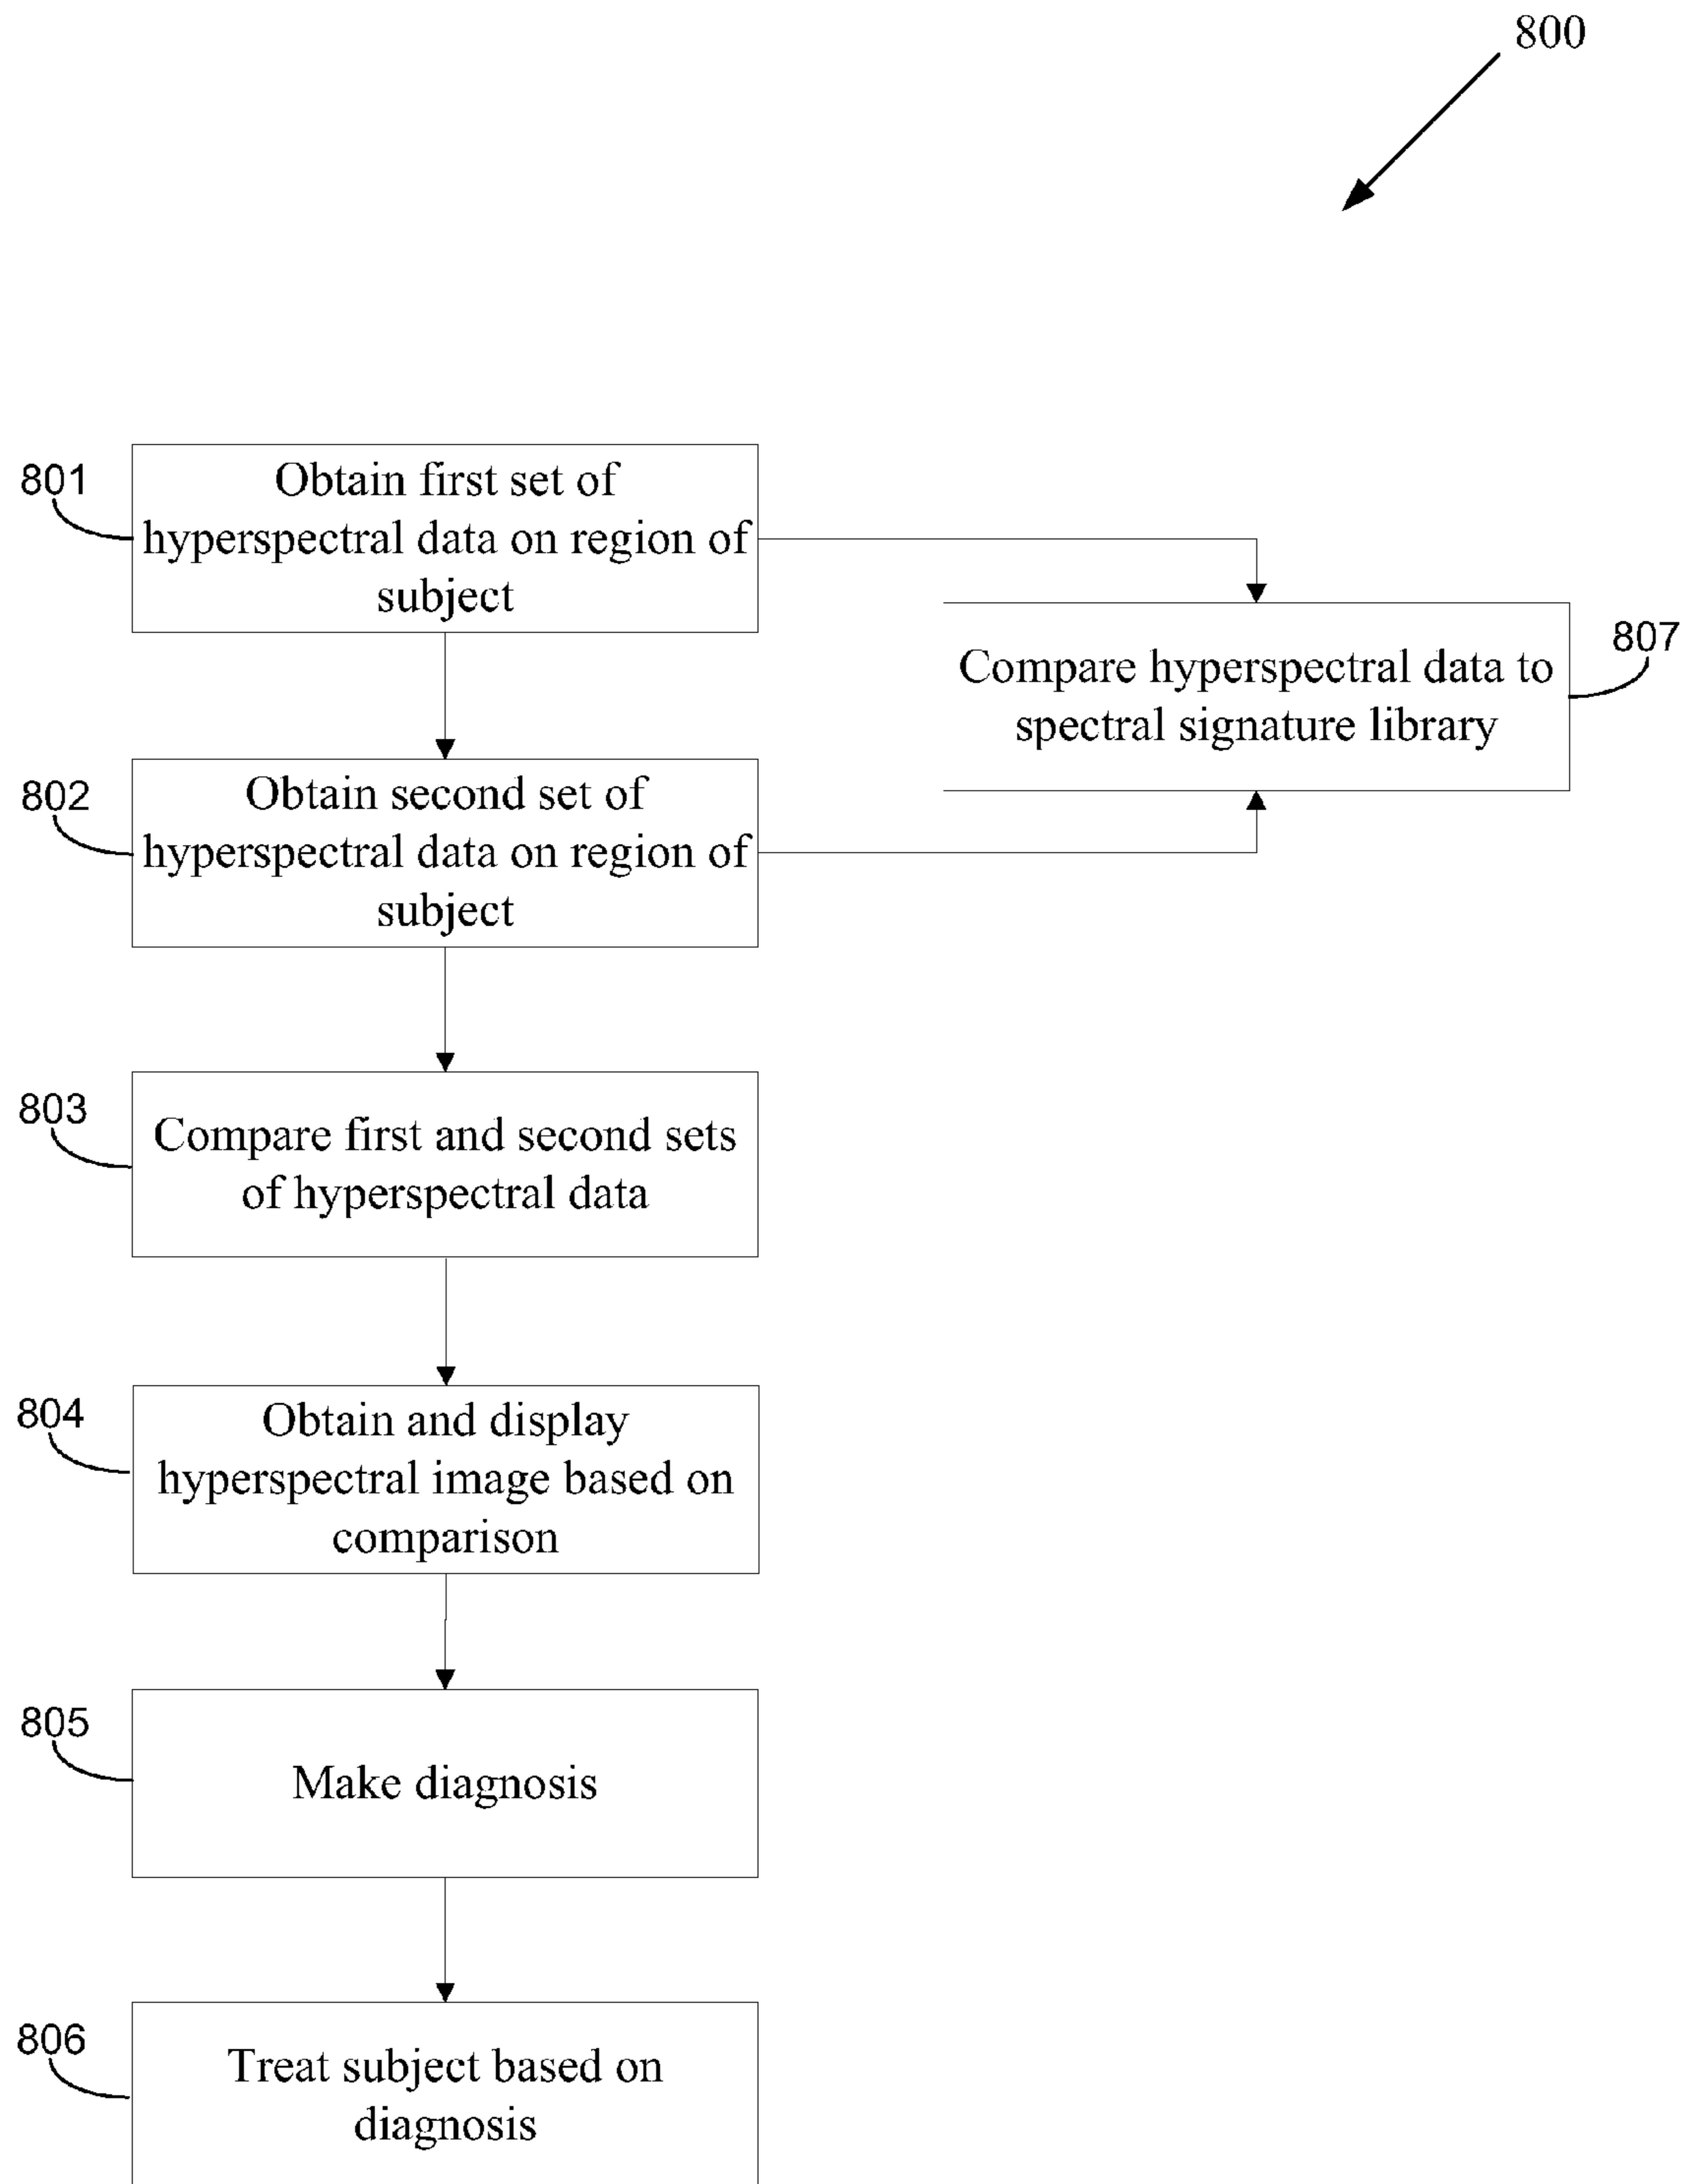 800
801
Obtain first set of
hyperspectral data on region of
subject
807
Compare hyperspectral data to
spectral signature library
802
Obtain second set of
hyperspectral data on region of
subject
803
Compare first and second sets
of hyperspectral data
804
Obtain and display
hyperspectral image based on
comparison
805
Make diagnosis
806
Treat subject based on
diagnosis